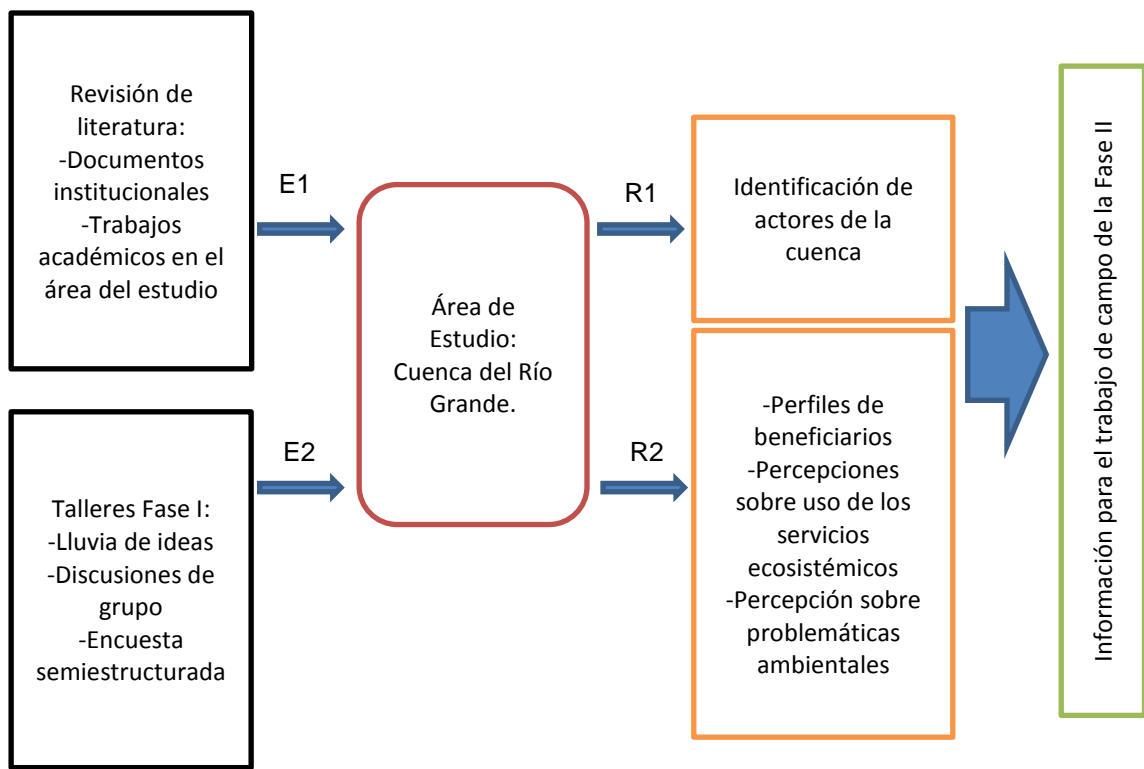 Revisión de
literatura:
-Documentos
institucionales
-Trabajos
académicos en el
área del estudio
E1
Talleres Fase I:
-Lluvia de ideas
-Discusiones de
grupo
-Encuesta
semiestructurada
E2
Área de
Estudio:
Cuenca del Río
Grande.
R1
Identificación de
actores de la
cuenca
R2
-Perfiles de
beneficiarios
-Percepciones
sobre uso de los
servicios
ecosistémicos
-Percepción sobre
problemáticas
ambientales
Información para el trabajo de campo de la Fase II